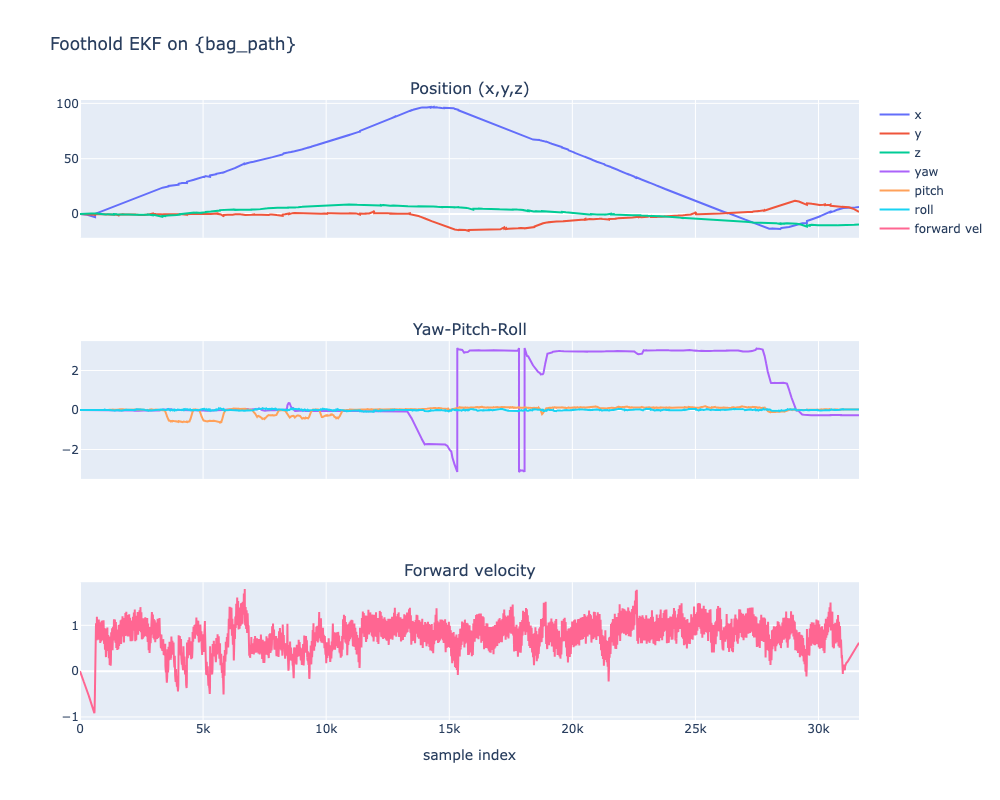 Foothold EKF on {bag_path}
Position (x,y,z)
100
50
0
x
y
z
yaw
pitch
roll
forward vel
Yaw-Pitch-Roll
2
0
−2
Forward velocity
1
0
−1
0 5k 10k 15k 20k 25k 30k
sample index